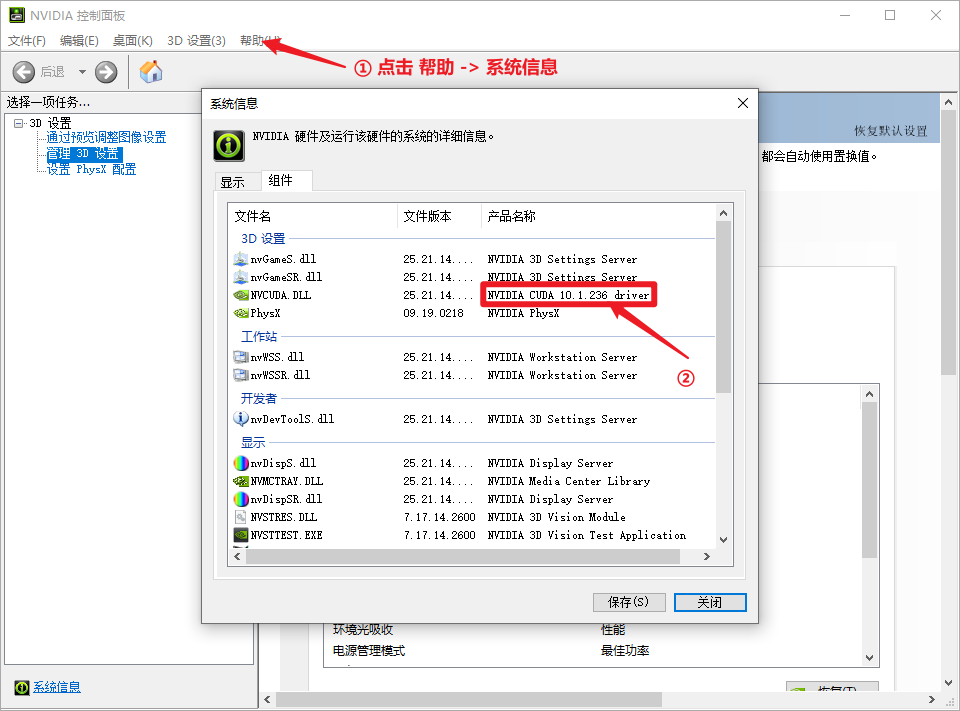 NVIDIA 控制面板
文件(F) 编辑(E) 桌面(K) 3D 设置(3) 帮助(H)
① 点击 帮助 -> 系统信息
后退
选择一项任务...
3D 设置
通过预览调整图像设置
管理 3D 设置
设置 PhysX 配置
恢复默认设置
都会自动使用置换值。
系统信息
NVIDIA 硬件及运行该硬件的系统的详细信息。
显示 组件
文件名 文件版本 产品名称
3D 设置
nvGameS.dll 25.21.14.... NVIDIA 3D Settings Server
nvGameSR.dll 25.21.14.... NVIDIA 3D Settings Server
NVCUDA.DLL 25.21.14.... NVIDIA CUDA 10.1.236 driver
PhysX 09.19.0218 NVIDIA PhysX
工作站
nvWSS.dll 25.21.14.... NVIDIA Workstation Server
nvWSSR.dll 25.21.14.... NVIDIA Workstation Server
②
开发者
nvDevToolS.dll 25.21.14.... NVIDIA 3D Settings Server
显示
nvDispS.dll 25.21.14.... NVIDIA Display Server
NVMCTRAY.DLL 25.21.14.... NVIDIA Media Center Library
nvDispSR.dll 25.21.14.... NVIDIA Display Server
NVSTRES.DLL 7.17.14.2600 NVIDIA 3D Vision Module
NVSTTEST.EXE 7.17.14.2600 NVIDIA 3D Vision Test Application
保存(S) 关闭
环境光吸收 性能
电源管理模式 最佳功率
恢复(T)
系统信息